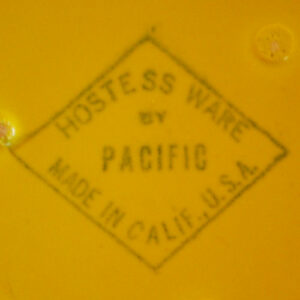 HOSTESS WARE
BY
PACIFIC
MADE IN CALIF., U.S.A.